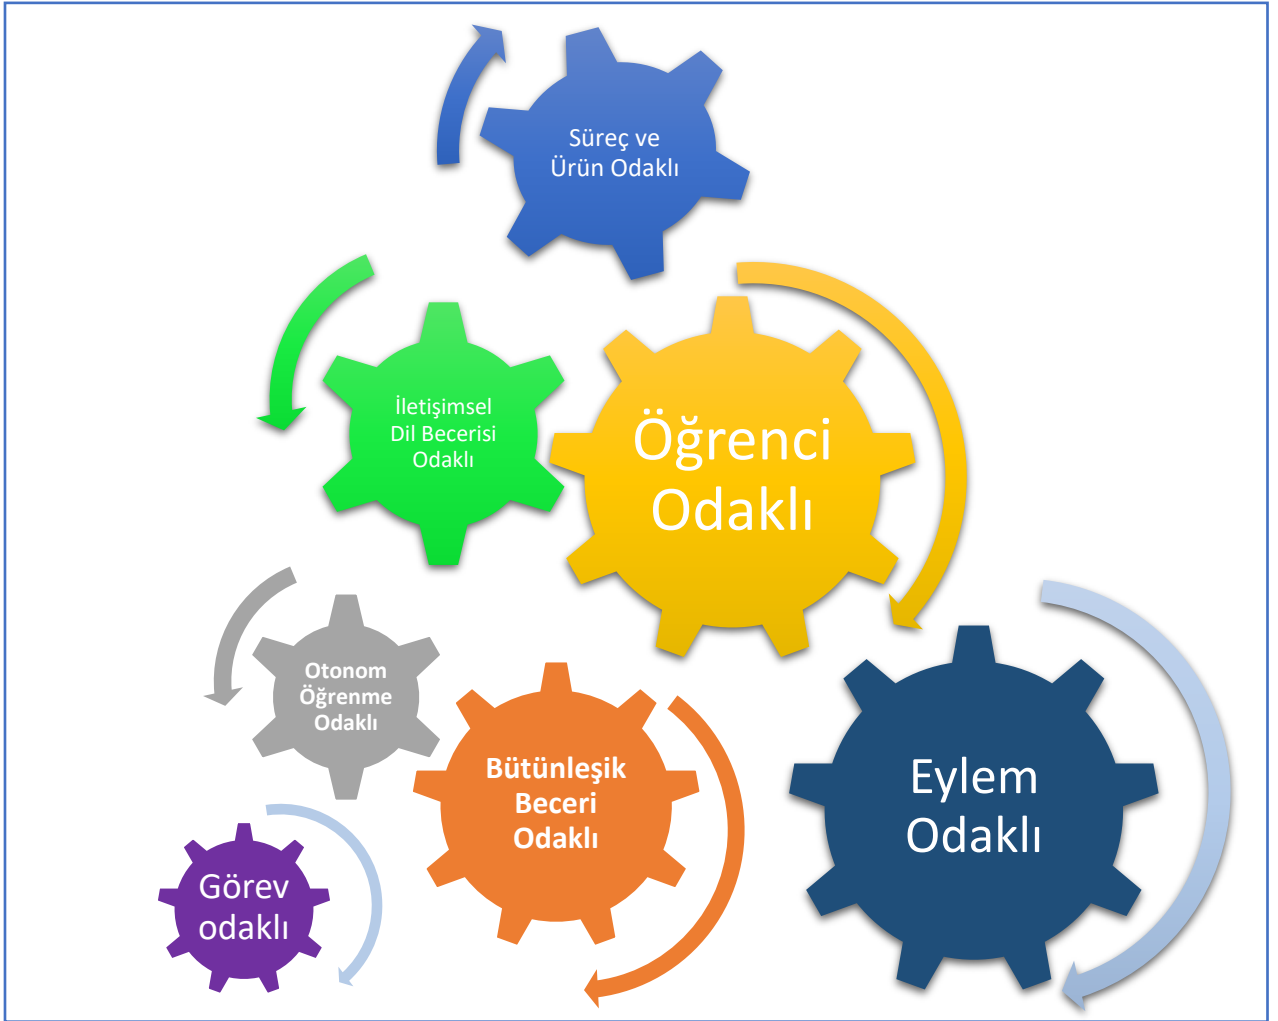 Süreç ve
Ürün Odaklı
İletişimsel
Dil Becerisi
Odaklı
Öğrenci
Odaklı
Otonom
Öğrenme
Odaklı
Bütünleşik
Beceri
Odaklı
Eylem
Odaklı
Görev
odaklı